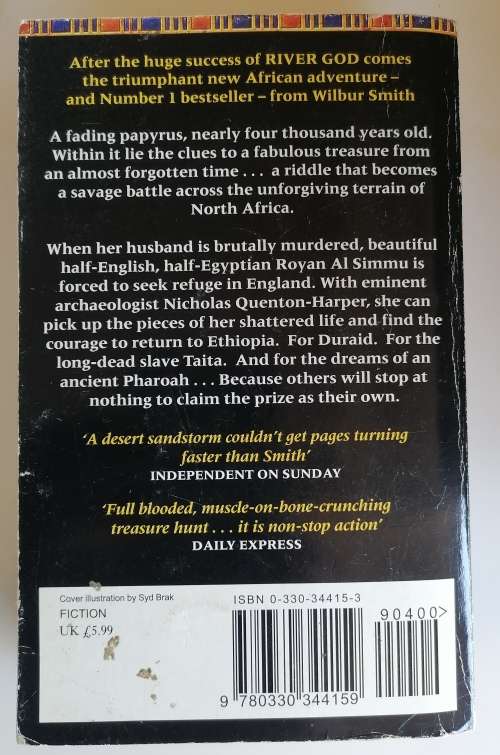 After the huge success of RIVER GOD comes
the triumphant new African adventure –
and Number 1 bestseller – from Wilbur Smith
A fading papyrus, nearly four thousand years old.
Within it lie the clues to a fabulous treasure from
an almost forgotten time . . . a riddle that becomes
a savage battle across the unforgiving terrain of
North Africa.
When her husband is brutally murdered, beautiful
half-English, half-Egyptian Royan Al Simmu is
forced to seek refuge in England. With eminent
archaeologist Nicholas Quenton-Harper, she can
pick up the pieces of her shattered life and find the
courage to return to Ethiopia. For Duraid. For the
long-dead slave Taita. And for the dreams of an
ancient Pharoah . . . Because others will stop at
nothing to claim the prize as their own.
‘A desert sandstorm couldn’t get pages turning
faster than Smith’
INDEPENDENT ON SUNDAY
‘Full blooded, muscle-on-bone-crunching
treasure hunt . . . it is non-stop action’
DAILY EXPRESS
Cover illustration by Syd Brak
FICTION
UK £5.99
ISBN 0-330-34415-3
90400>
9 780330 344159